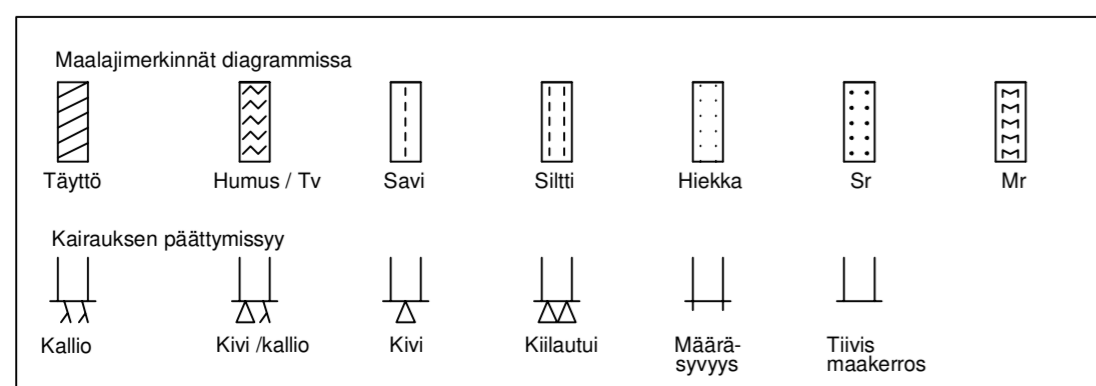 Maalajimerkinnät diagrammissa
Täyttö Humus / Tv Savi Siltti Hiekka Sr Mr
Kairauksen päättymissyy
Kallio Kivi /kallio Kivi Kiilautui Määrä- Tiivis
syvyys maakerros